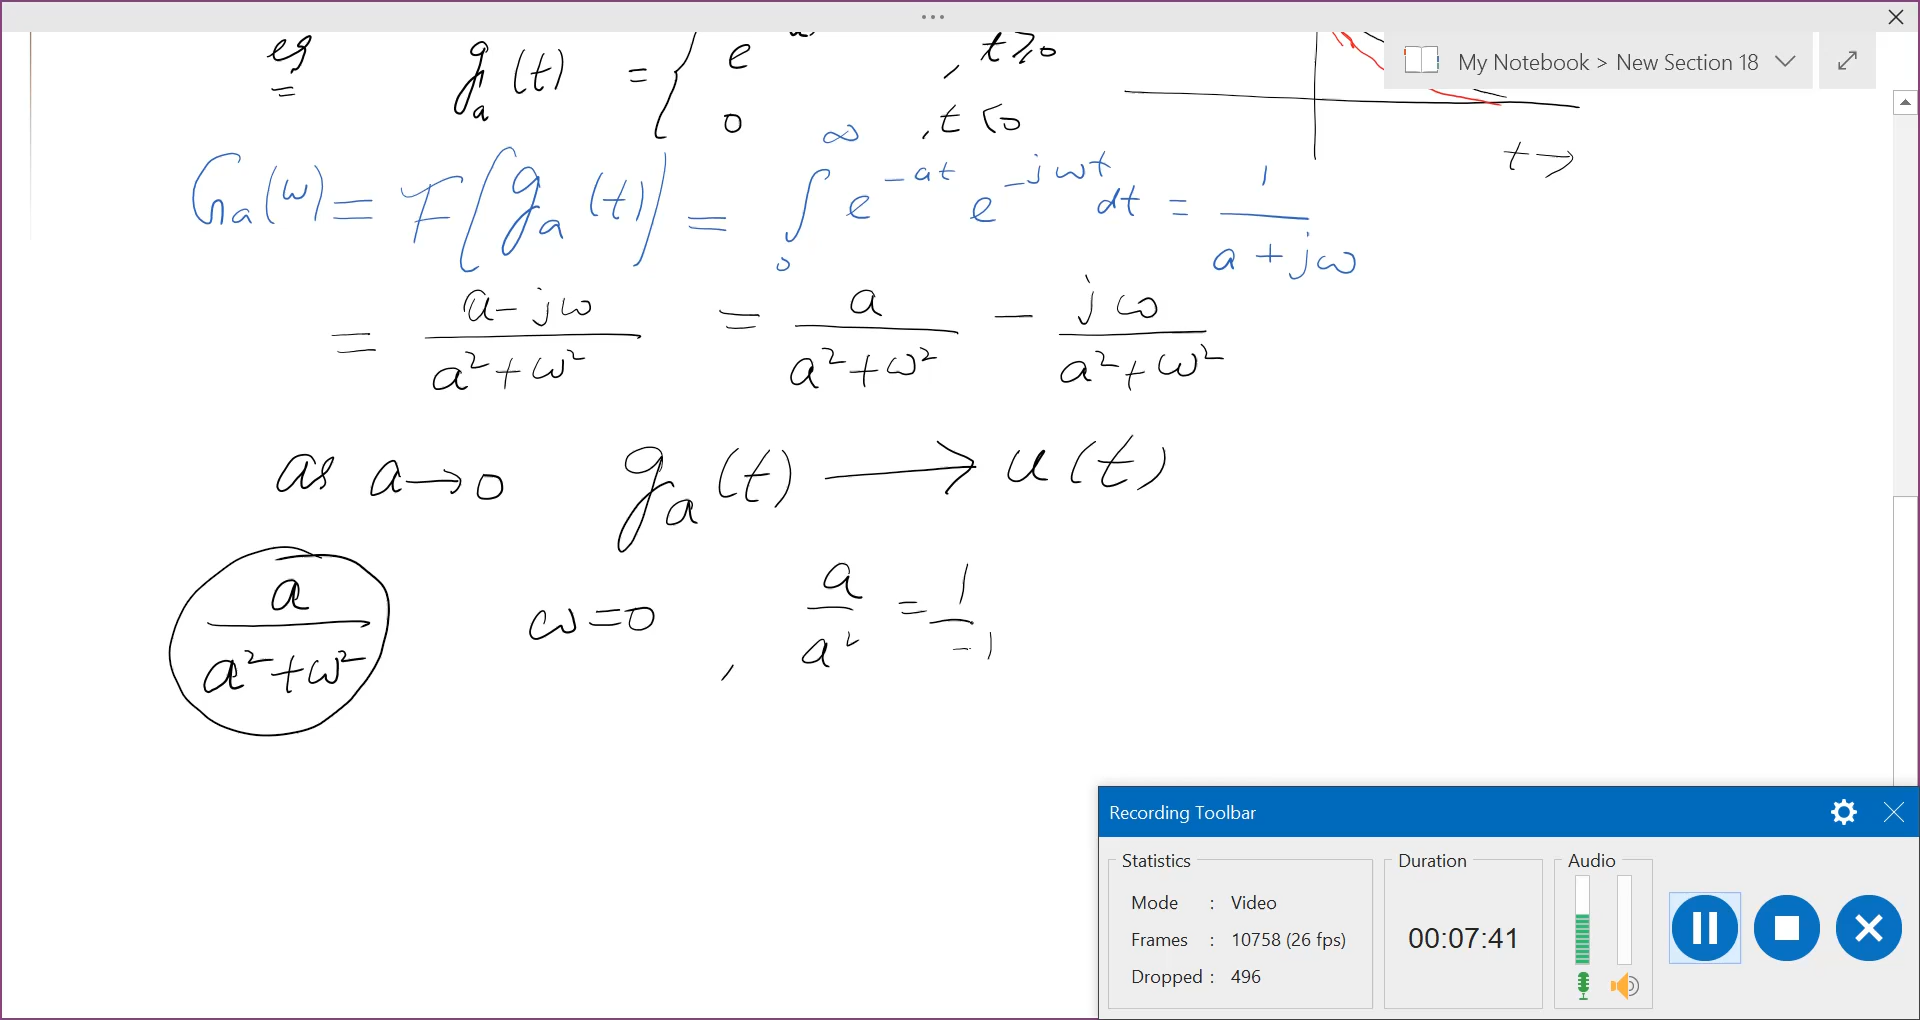 My Notebook > New Section 18
eg g_a(t) = { e , t ≥ 0
0 , t < 0
t →
G_a(ω) = F[g_a(t)] = ∫_0^∞ e^{-at} e^{-jωt} dt = 1/(a + jω)
= (a - jω)/(a² + ω²) = a/(a² + ω²) - jω/(a² + ω²)
as a → 0 g_a(t) → u(t)
a/(a² + ω²) ω = 0 , a/a² = 1/
Recording Toolbar
Statistics
Mode : Video
Frames : 10758 (26 fps)
Dropped : 496
Duration
00:07:41
Audio